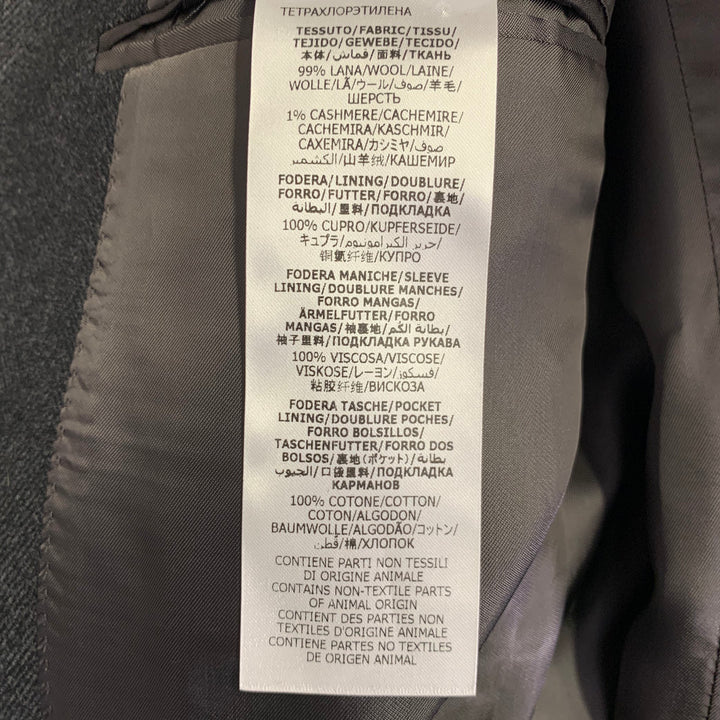 ТЕТРАХЛОРЭТИЛЕНА
TESSUTO/FABRIC/TISSU/
TEJIDO/GEWEBE/TECIDO/
本体/قماش/面料/ТКАНЬ
99% LANA/WOOL/LAINE/
WOLLE/LÃ/ウール/صوف/羊毛/
ШЕРСТЬ
1% CASHMERE/CACHEMIRE/
CACHEMIRA/KASCHMIR/
CAXEMIRA/カシミヤ/صوف
الكشمير/山羊绒/КАШЕМИР
FODERA/LINING/DOUBLURE/
FORRO/FUTTER/FORRO/裏地/
البطانة/里料/ПОДКЛАДКА
100% CUPRO/KUPFERSEIDE/
キュプラ/حرير الكبرامونيوم/
铜氨纤维/КУПРО
FODERA MANICHE/SLEEVE
LINING/DOUBLURE MANCHES/
FORRO MANGAS/
ÄRMELFUTTER/FORRO
MANGAS/袖裏地/بطانة الكُم/
袖子里料/ПОДКЛАДКА РУКАВА
100% VISCOSA/VISCOSE/
VISKOSE/レーヨン/فسكوز/
粘胶纤维/ВИСКОЗА
FODERA TASCHE/POCKET
LINING/DOUBLURE POCHES/
FORRO BOLSILLOS/
TASCHENFUTTER/FORRO DOS
BOLSOS/裏地(ポケット)/بطانة
الجيوب/口袋里料/ПОДКЛАДКА
КАРМАНОВ
100% COTONE/COTTON/
COTON/ALGODON/
BAUMWOLLE/ALGODÃO/コットン/
قُطن/棉/ХЛОПОК
CONTIENE PARTI NON TESSILI
DI ORIGINE ANIMALE
CONTAINS NON-TEXTILE PARTS
OF ANIMAL ORIGIN
CONTIENT DES PARTIES NON
TEXTILES D'ORIGINE ANIMALE
CONTIENE PARTES NO TEXTILES
DE ORIGEN ANIMAL